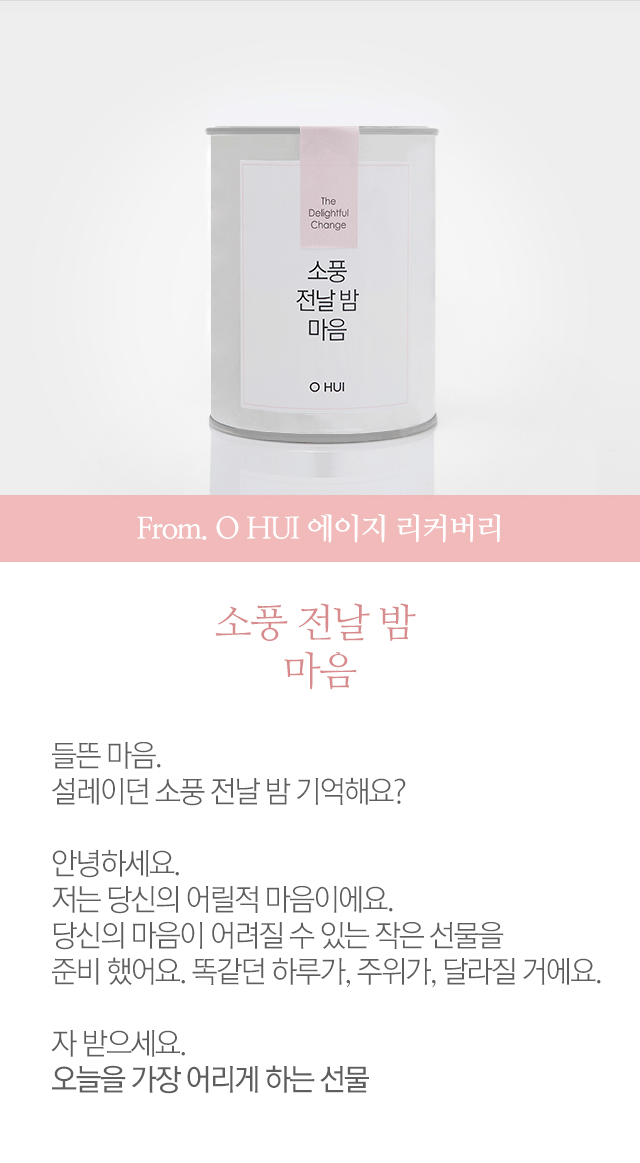 The
Delightful
Change
소풍
전날 밤
마음
O HUI
From. O HUI 에이지 리커버리
소풍 전날 밤
마음
들뜬 마음.
설레이던 소풍 전날 밤 기억해요?
안녕하세요.
저는 당신의 어릴적 마음이에요.
당신의 마음이 어려질 수 있는 작은 선물을
준비 했어요. 똑같던 하루가, 주위가, 달라질 거에요.
자 받으세요.
오늘을 가장 어리게 하는 선물